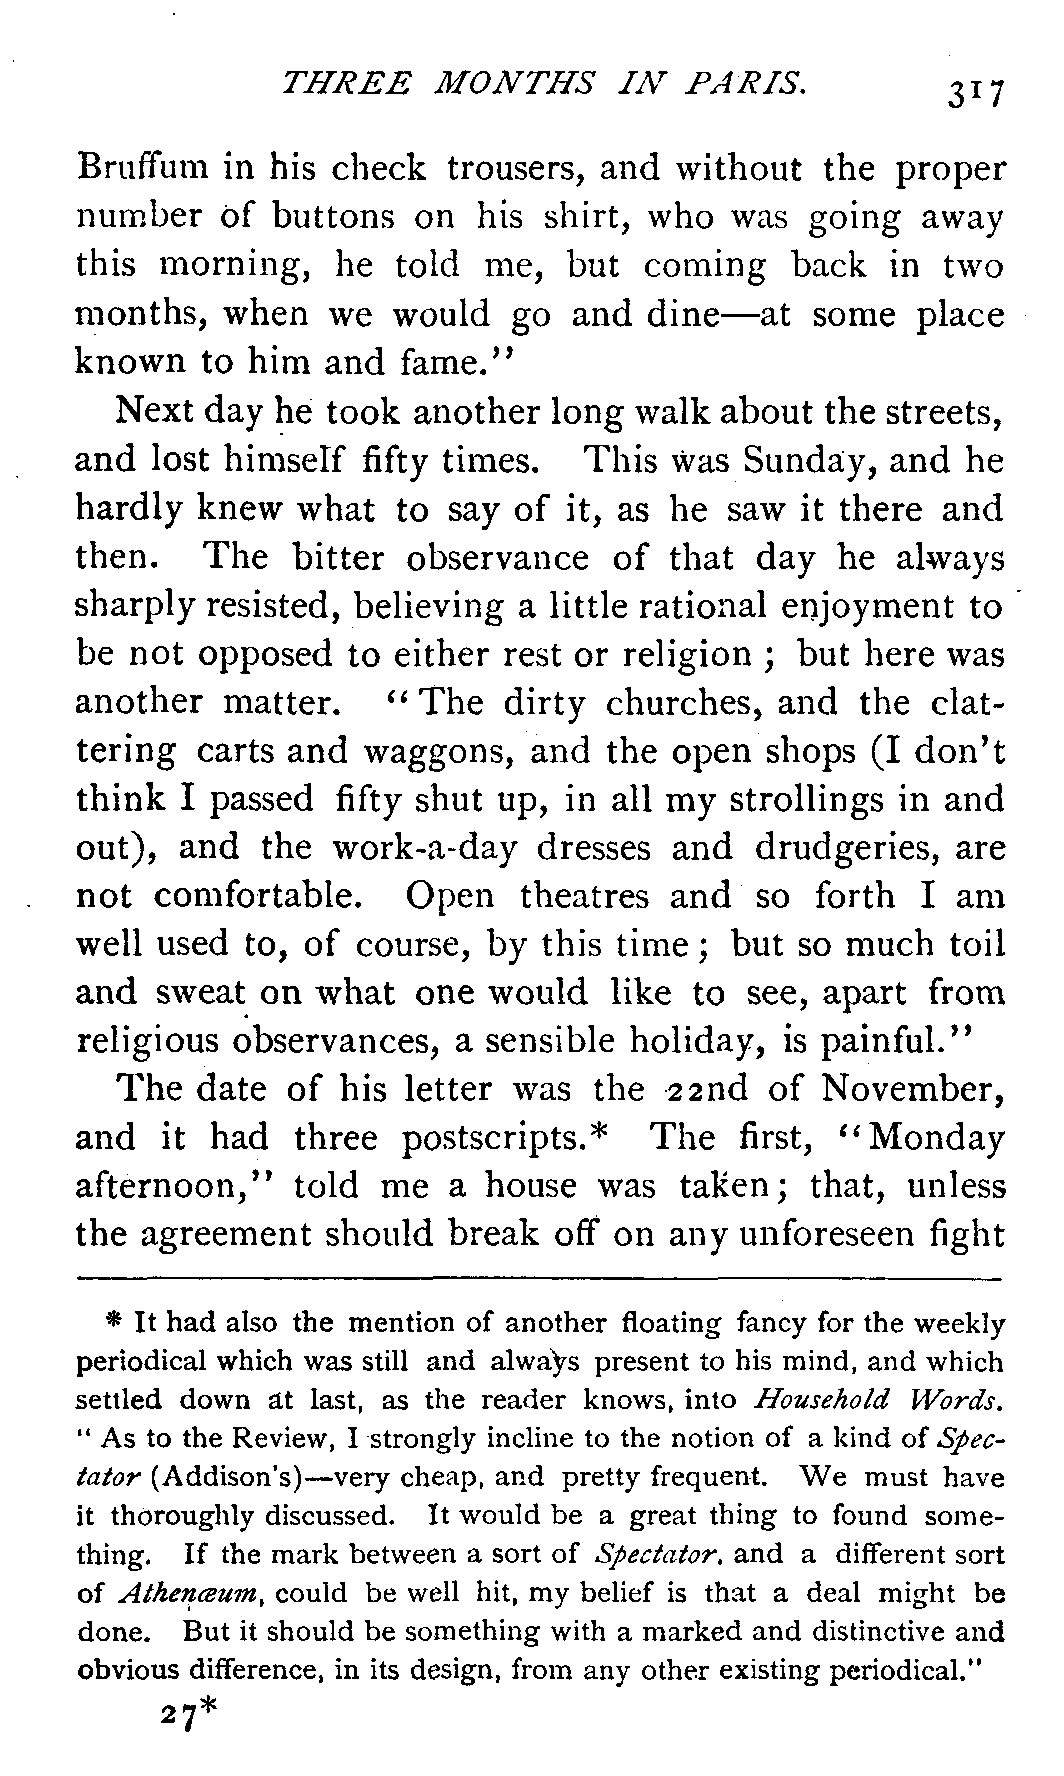 THREE MONTHS IN PARIS.
317
Bruffum in his check trousers, and without the proper
number of buttons on his shirt, who was going away
this morning, he told me, but coming back in two
months, when we would go and dine—at some place
known to him and fame."
Next day he took another long walk about the streets,
and lost himself fifty times. This was Sunday, and he
hardly knew what to say of it, as he saw it there and
then. The bitter observance of that day he always
sharply resisted, believing a little rational enjoyment to
be not opposed to either rest or religion ; but here was
another matter. "The dirty churches, and the clat-
tering carts and waggons, and the open shops (I don't
think I passed fifty shut up, in all my strollings in and
out), and the work-a-day dresses and drudgeries, are
not comfortable. Open theatres and so forth I am
well used to, of course, by this time ; but so much toil
and sweat on what one would like to see, apart from
religious observances, a sensible holiday, is painful."
The date of his letter was the 22nd of November,
and it had three postscripts.* The first, "Monday
afternoon," told me a house was taken ; that, unless
the agreement should break off on any unforeseen fight
* It had also the mention of another floating fancy for the weekly
periodical which was still and always present to his mind, and which
settled down at last, as the reader knows, into Household Words.
"As to the Review, I strongly incline to the notion of a kind of Spec-
tator (Addison's)—very cheap, and pretty frequent. We must have
it thoroughly discussed. It would be a great thing to found some-
thing. If the mark between a sort of Spectator, and a different sort
of Athenæum, could be well hit, my belief is that a deal might be
done. But it should be something with a marked and distinctive and
obvious difference, in its design, from any other existing periodical."
27*